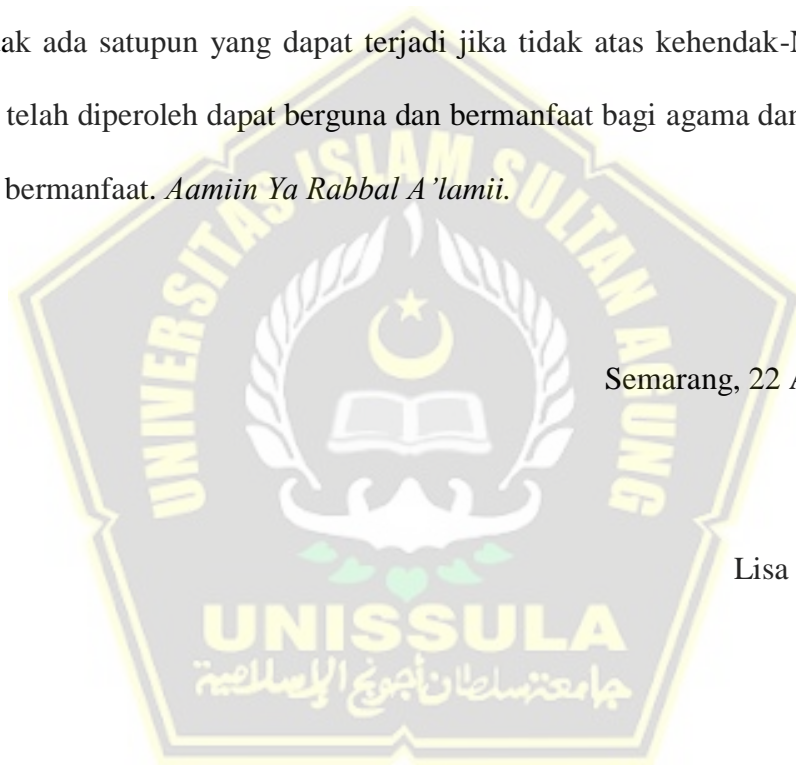 ak ada satupun yang dapat terjadi jika tidak atas kehendak-
telah diperoleh dapat berguna dan bermanfaat bagi agama dan
bermanfaat. Aamiin Ya Rabbal A’lamii.
UNIVERSITAS ISLAM SULTAN AGUNG
Semarang, 22 A
Lisa
UNISSULA
جامعة سلطان أجونج الإسلامية